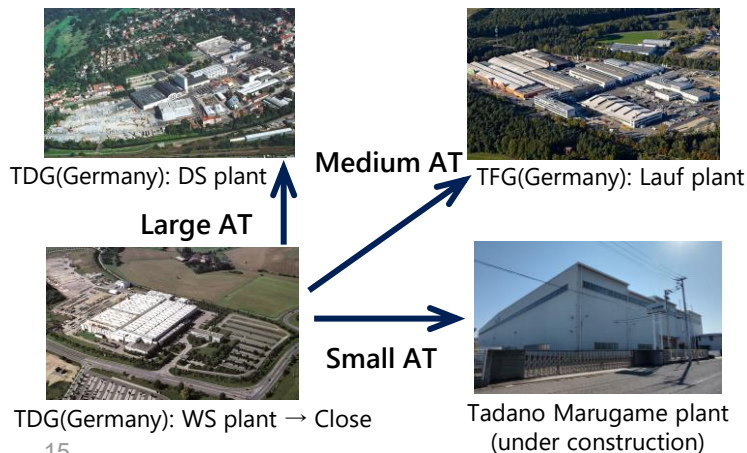 TDG(Germany): DS plant
Medium AT
TFG(Germany): Lauf plant
Large AT
Small AT
TDG(Germany): WS plant → Close
Tadano Marugame plant
(under construction)
15